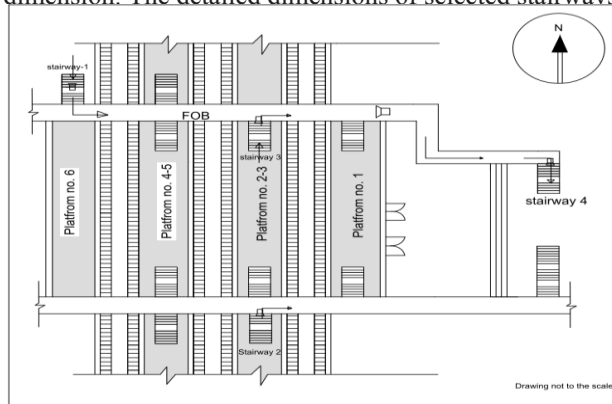 dimension. The detailed dimensions of selected stairways
N
stairway-1
FOB
stairway 3
Platfrom no. 6
Platfrom no. 4-5
Platfrom no. 2-3
Platfrom no. 1
stairway 4
Stairway 2
Drawing not to the scale